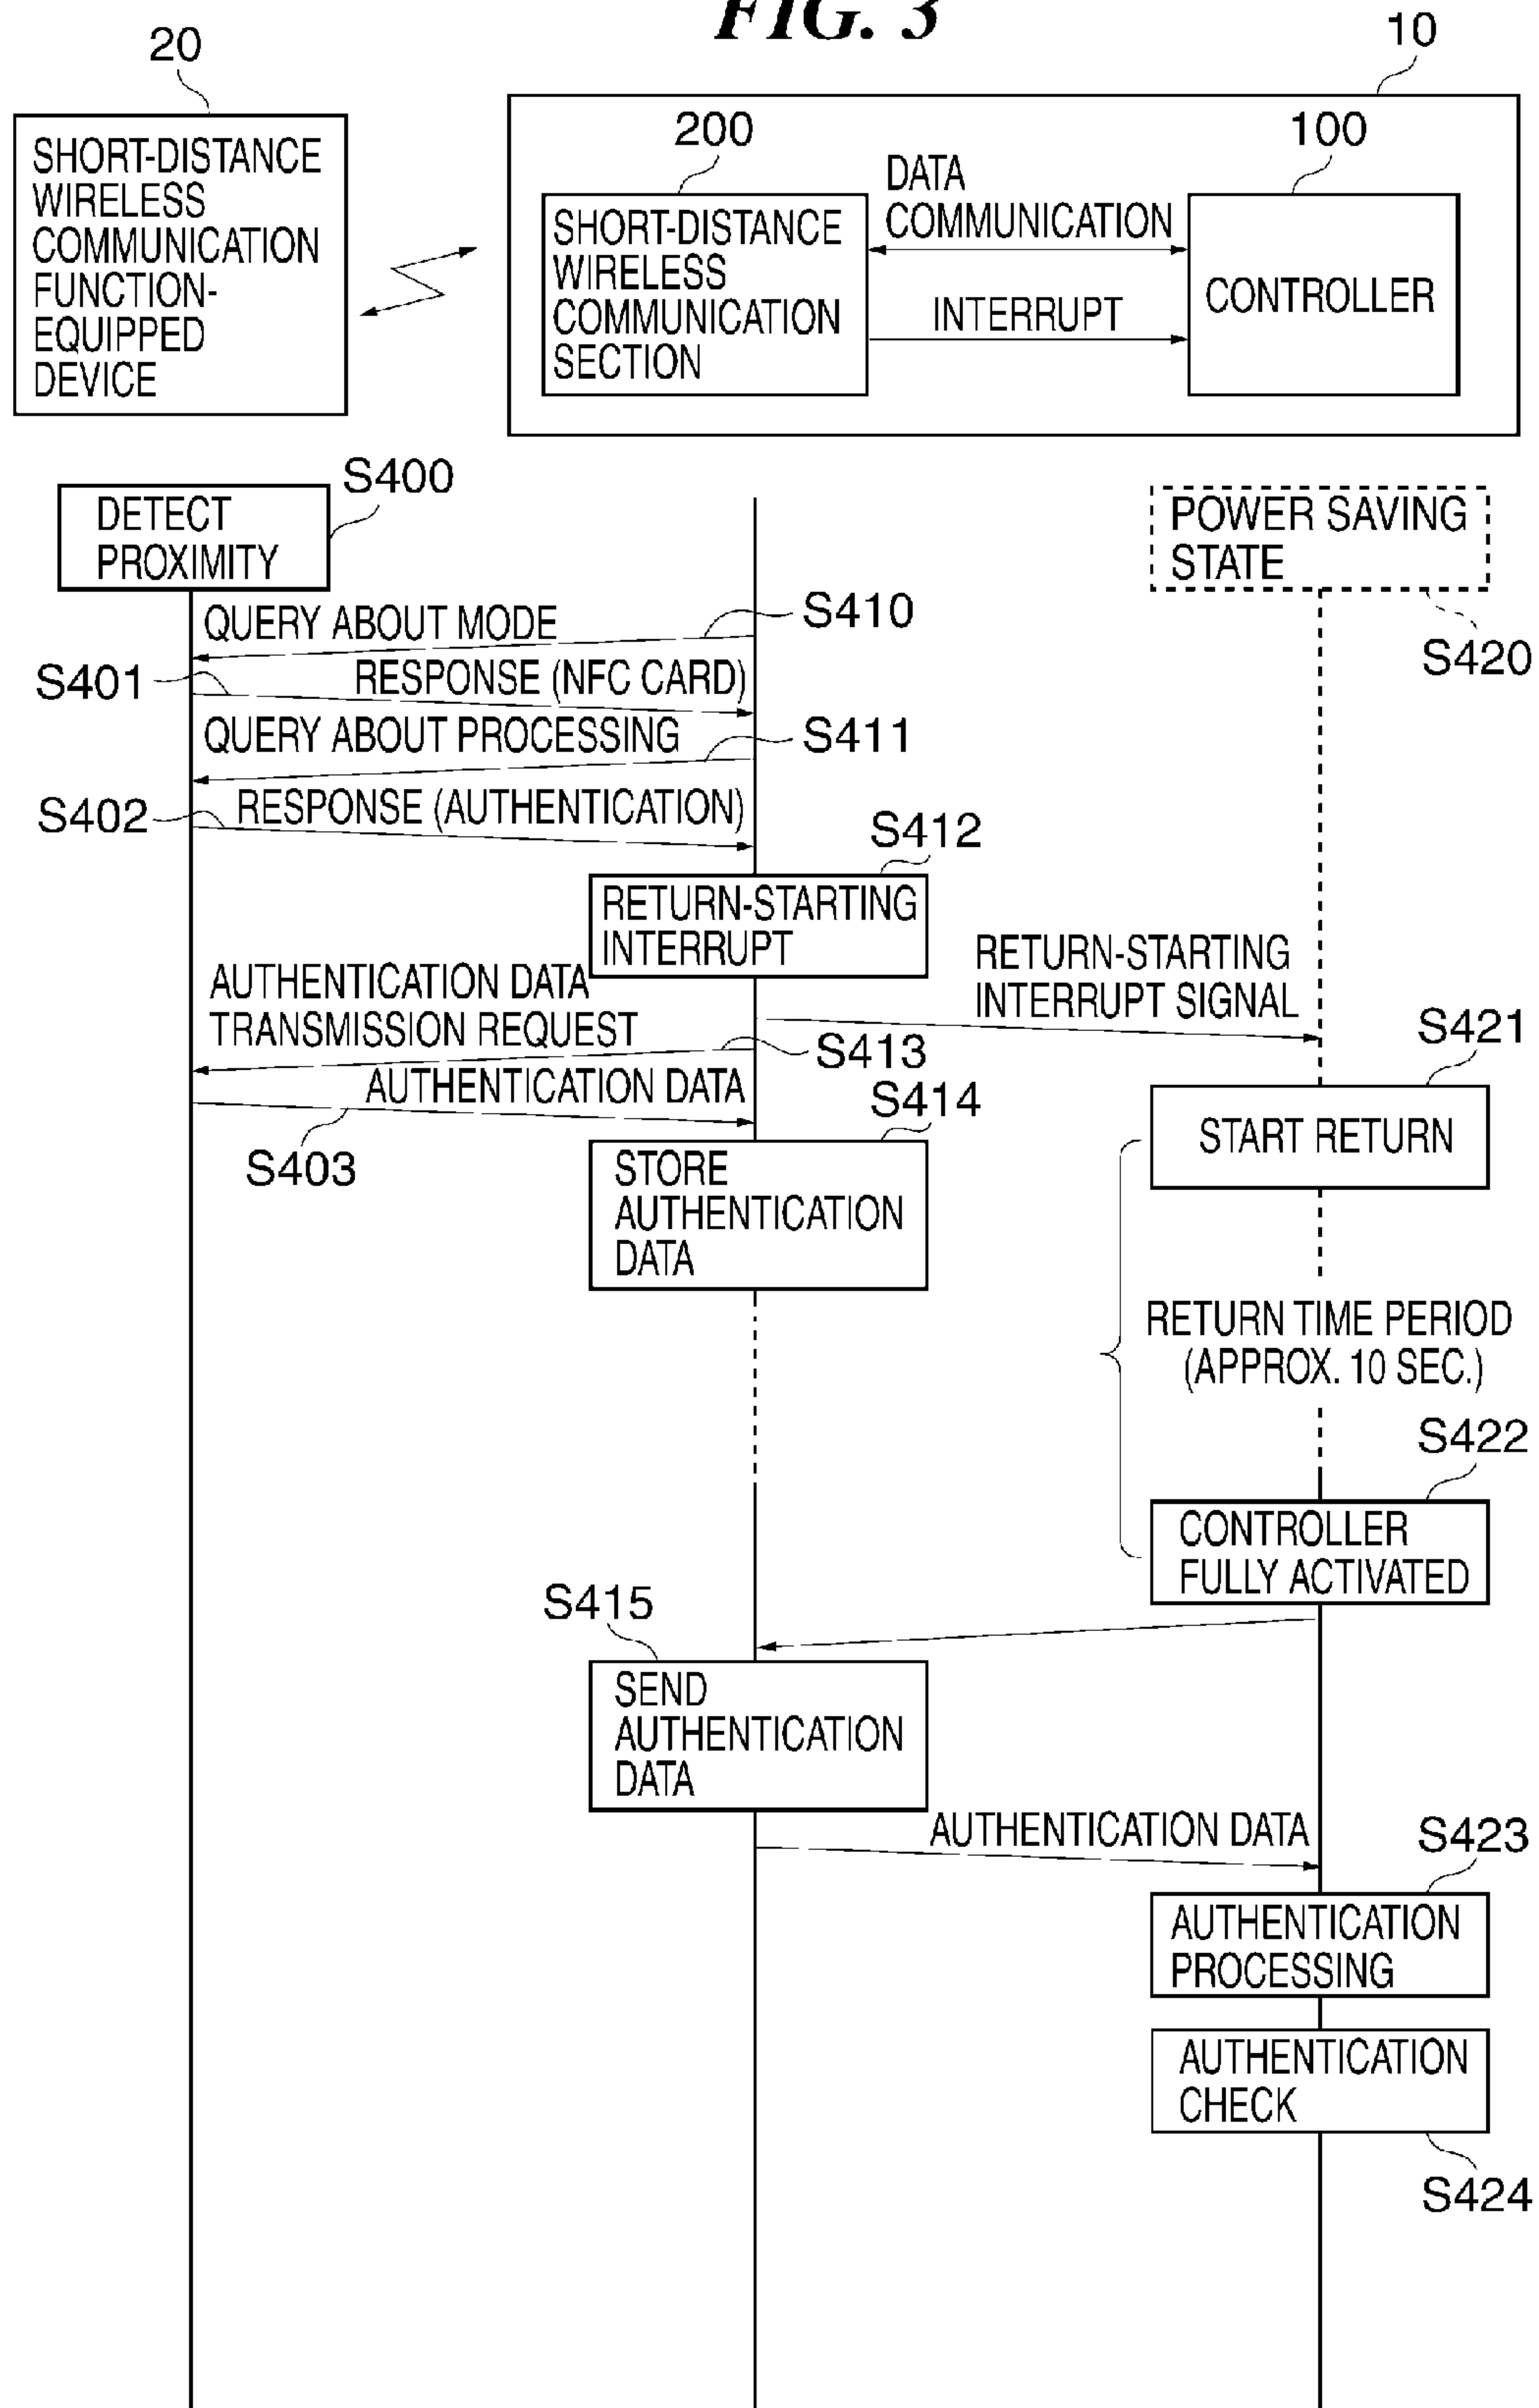 FIG. 3
20
10
SHORT-DISTANCE
WIRELESS
COMMUNICATION
FUNCTION-
EQUIPPED
DEVICE
200
SHORT-DISTANCE
WIRELESS
COMMUNICATION
SECTION
DATA
COMMUNICATION
INTERRUPT
100
CONTROLLER
DETECT
PROXIMITY
S400
POWER SAVING
STATE
S420
QUERY ABOUT MODE
S410
S401
RESPONSE (NFC CARD)
QUERY ABOUT PROCESSING
S411
S402
RESPONSE (AUTHENTICATION)
S412
RETURN-STARTING
INTERRUPT
RETURN-STARTING
INTERRUPT SIGNAL
AUTHENTICATION DATA
TRANSMISSION REQUEST
S413
S421
START RETURN
AUTHENTICATION DATA
S403
S414
STORE
AUTHENTICATION
DATA
RETURN TIME PERIOD
(APPROX. 10 SEC.)
S422
CONTROLLER
FULLY ACTIVATED
S415
SEND
AUTHENTICATION
DATA
AUTHENTICATION DATA
S423
AUTHENTICATION
PROCESSING
AUTHENTICATION
CHECK
S424